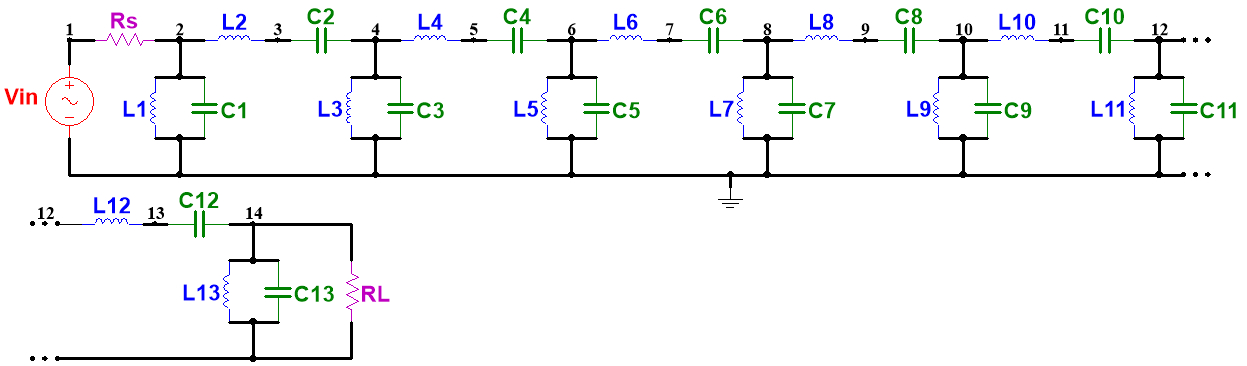 1 Rs 2 L2 3 C2 4 L4 5 C4 6 L6 7 C6 8 L8 9 C8 10 L10 11 C10 12
Vin + − L1 C1 L3 C3 L5 C5 L7 C7 L9 C9 L11 C11
12 L12 13 C12 14
L13 C13 RL